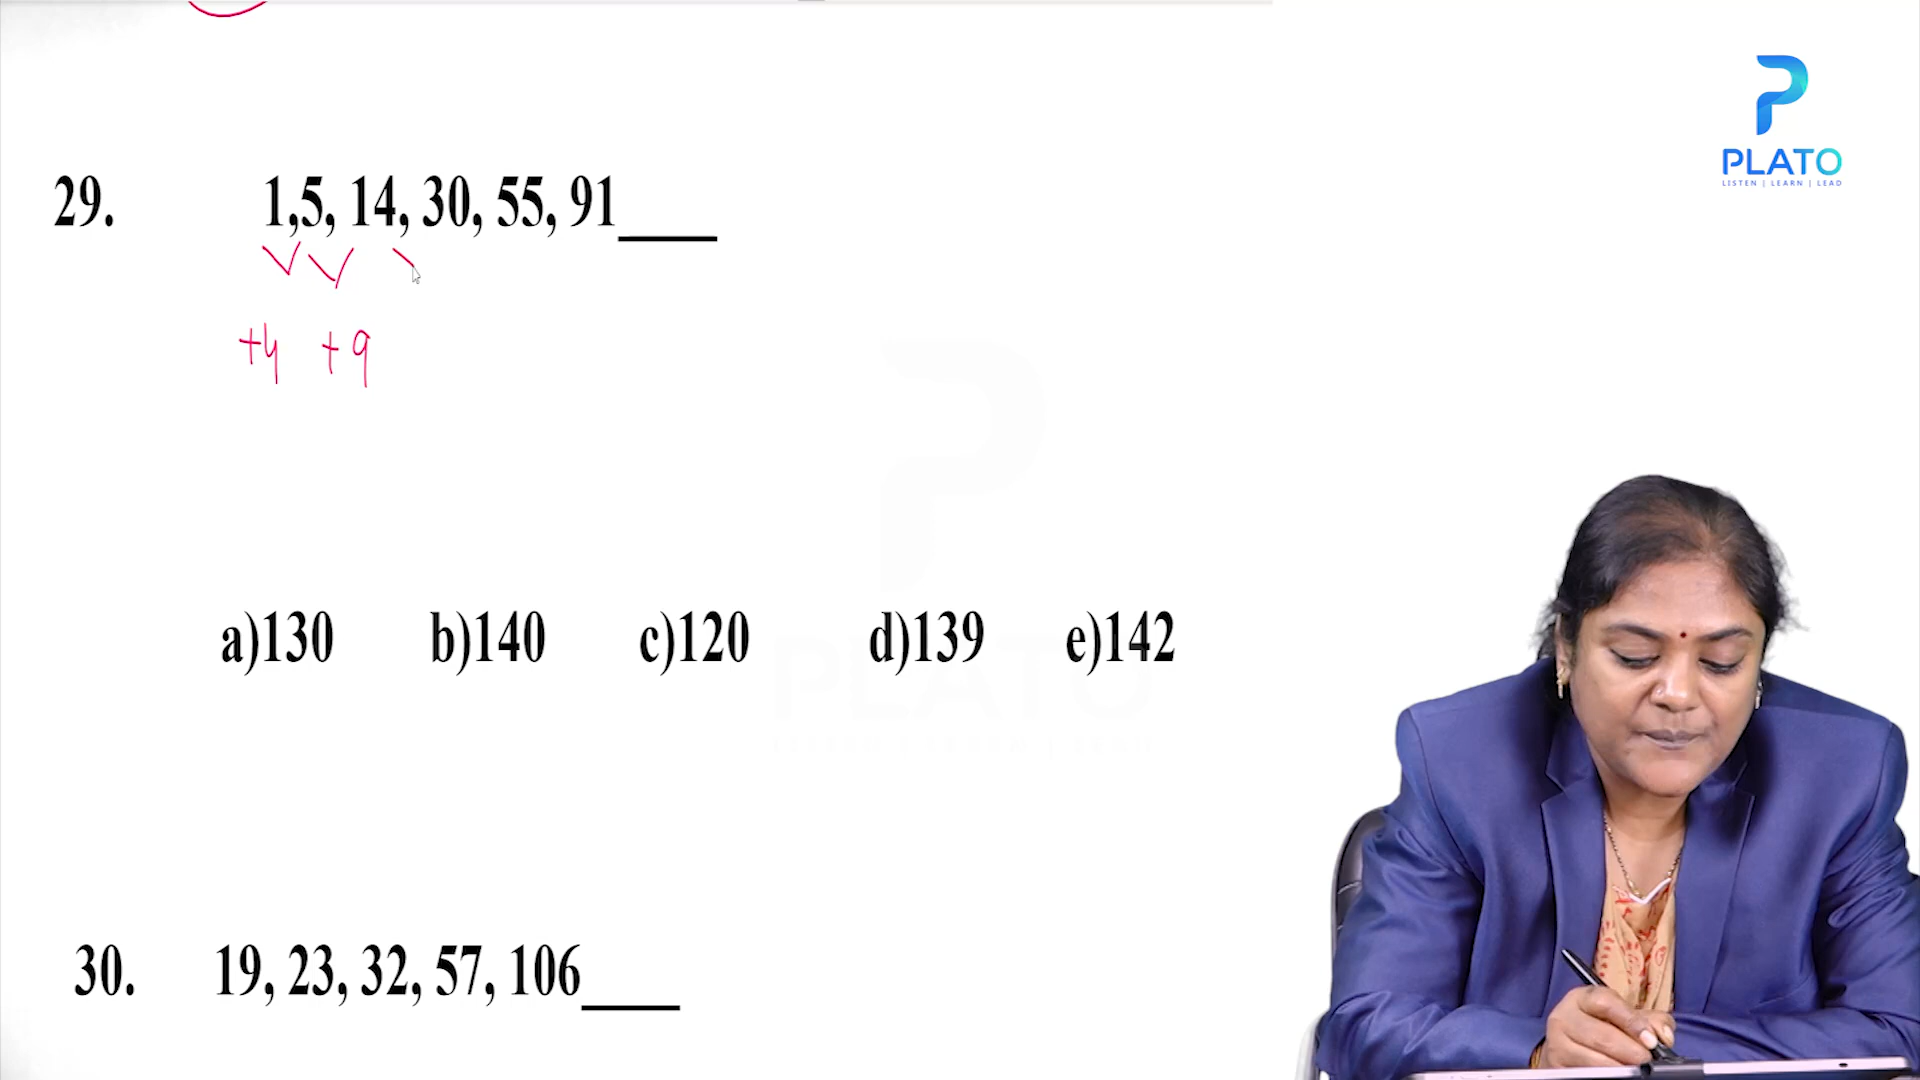 PLATO
LISTEN | LEARN | LEAD
29. 1,5, 14, 30, 55, 91____
+4 +9
a)130 b)140 c)120 d)139 e)142
PLATO
30. 19, 23, 32, 57, 106____